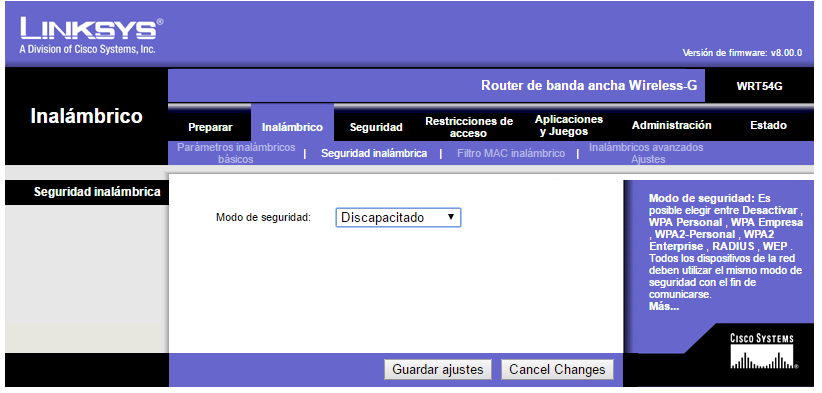 LINKSYS®
A Division of Cisco Systems, Inc.
Versión de firmware: v8.00.0
Router de banda ancha Wireless-G
WRT54G
Inalámbrico
Preparar
Inalámbrico
Seguridad
Restricciones de
acceso
Aplicaciones
y Juegos
Administración
Estado
Parámetros inalámbricos
básicos
|
Seguridad inalámbrica
|
Filtro MAC inalámbrico
|
Inalámbricos avanzados
Ajustes
Seguridad inalámbrica
Modo de seguridad:
Discapacitado
Modo de seguridad: Es
posible elegir entre Desactivar ,
WPA Personal , WPA Empresa
, WPA2-Personal , WPA2
Enterprise , RADIUS , WEP .
Todos los dispositivos de la red
deben utilizar el mismo modo de
seguridad con el fin de
comunicarse.
Más...
CISCO SYSTEMS
Guardar ajustes
Cancel Changes